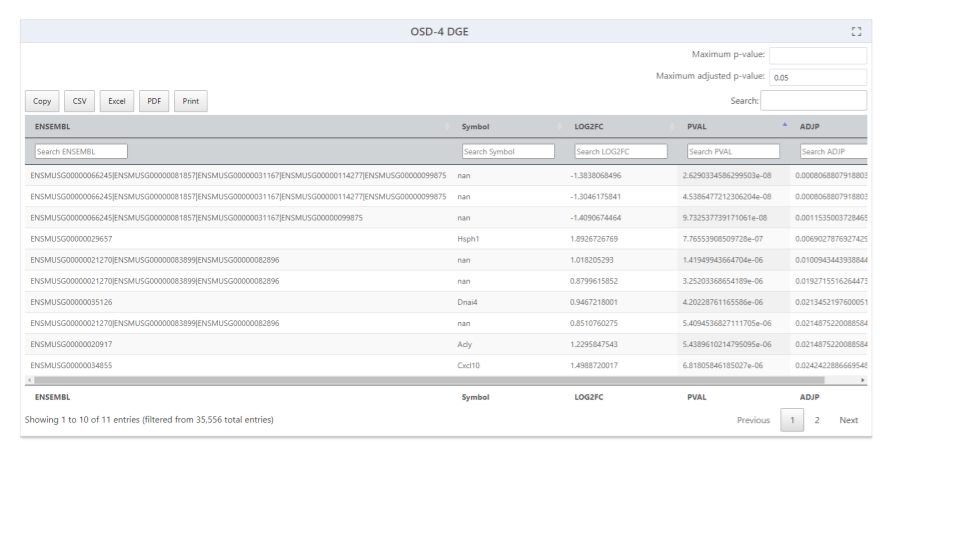 OSD-4 DGE
Maximum p-value:
Maximum adjusted p-value: 0.05
Copy CSV Excel PDF Print Search:
ENSEMBL Symbol LOG2FC PVAL ADJP
Search ENSEMBL Search Symbol Search LOG2FC Search PVAL Search ADJP
ENSMUSG00000066245|ENSMUSG00000081857|ENSMUSG00000031167|ENSMUSG00000114277|ENSMUSG00000099875 nan -1.3838068496 2.6290334586299503e-08 0.0008068807918803
ENSMUSG00000066245|ENSMUSG00000081857|ENSMUSG00000031167|ENSMUSG00000114277|ENSMUSG00000099875 nan -1.3046175841 4.5386477212306204e-08 0.0008068807918803
ENSMUSG00000066245|ENSMUSG00000081857|ENSMUSG00000031167|ENSMUSG00000099875 nan -1.4090674464 9.732537739171061e-08 0.0011535003728465
ENSMUSG00000029657 Hsph1 1.8926726769 7.76553908509728e-07 0.0069027876927425
ENSMUSG00000021270|ENSMUSG00000083899|ENSMUSG00000082896 nan 1.018205293 1.41949943664704e-06 0.0100943443938844
ENSMUSG00000021270|ENSMUSG00000083899|ENSMUSG00000082896 nan 0.8799615852 3.25203368654189e-06 0.0192715516264473
ENSMUSG00000035126 Dnai4 0.9467218001 4.20228761165586e-06 0.0213452197600051
ENSMUSG00000021270|ENSMUSG00000083899|ENSMUSG00000082896 nan 0.8510760275 5.4094536827111705e-06 0.0214875220088584
ENSMUSG00000020917 Acly 1.2295847543 5.4389610214795095e-06 0.0214875220088584
ENSMUSG00000034855 Cxcl10 1.4988720017 6.81805846185027e-06 0.0242422886669548
ENSEMBL Symbol LOG2FC PVAL ADJP
Showing 1 to 10 of 11 entries (filtered from 35,556 total entries) Previous 1 2 Next